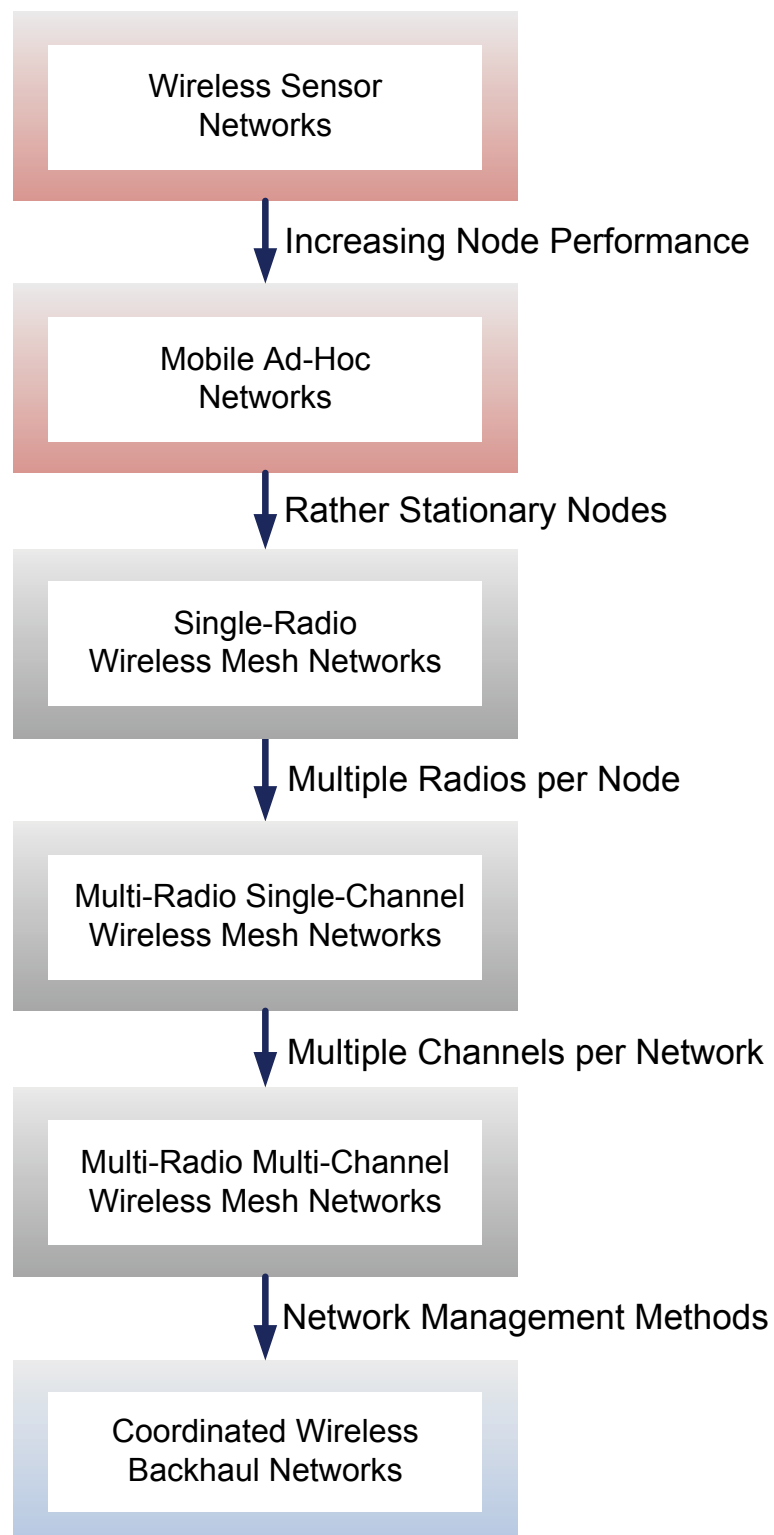 Wireless Sensor
Networks
Increasing Node Performance
Mobile Ad-Hoc
Networks
Rather Stationary Nodes
Single-Radio
Wireless Mesh Networks
Multiple Radios per Node
Multi-Radio Single-Channel
Wireless Mesh Networks
Multiple Channels per Network
Multi-Radio Multi-Channel
Wireless Mesh Networks
Network Management Methods
Coordinated Wireless
Backhaul Networks